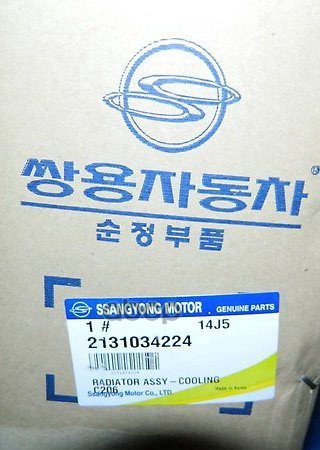 쌍용자동차
순정부품
SSANGYONG MOTOR GENUINE PARTS
1 # 14J5
2131034224
RADIATOR ASSY-COOLING
C206
Ssangyong Motor Co., LTD. Made in Korea